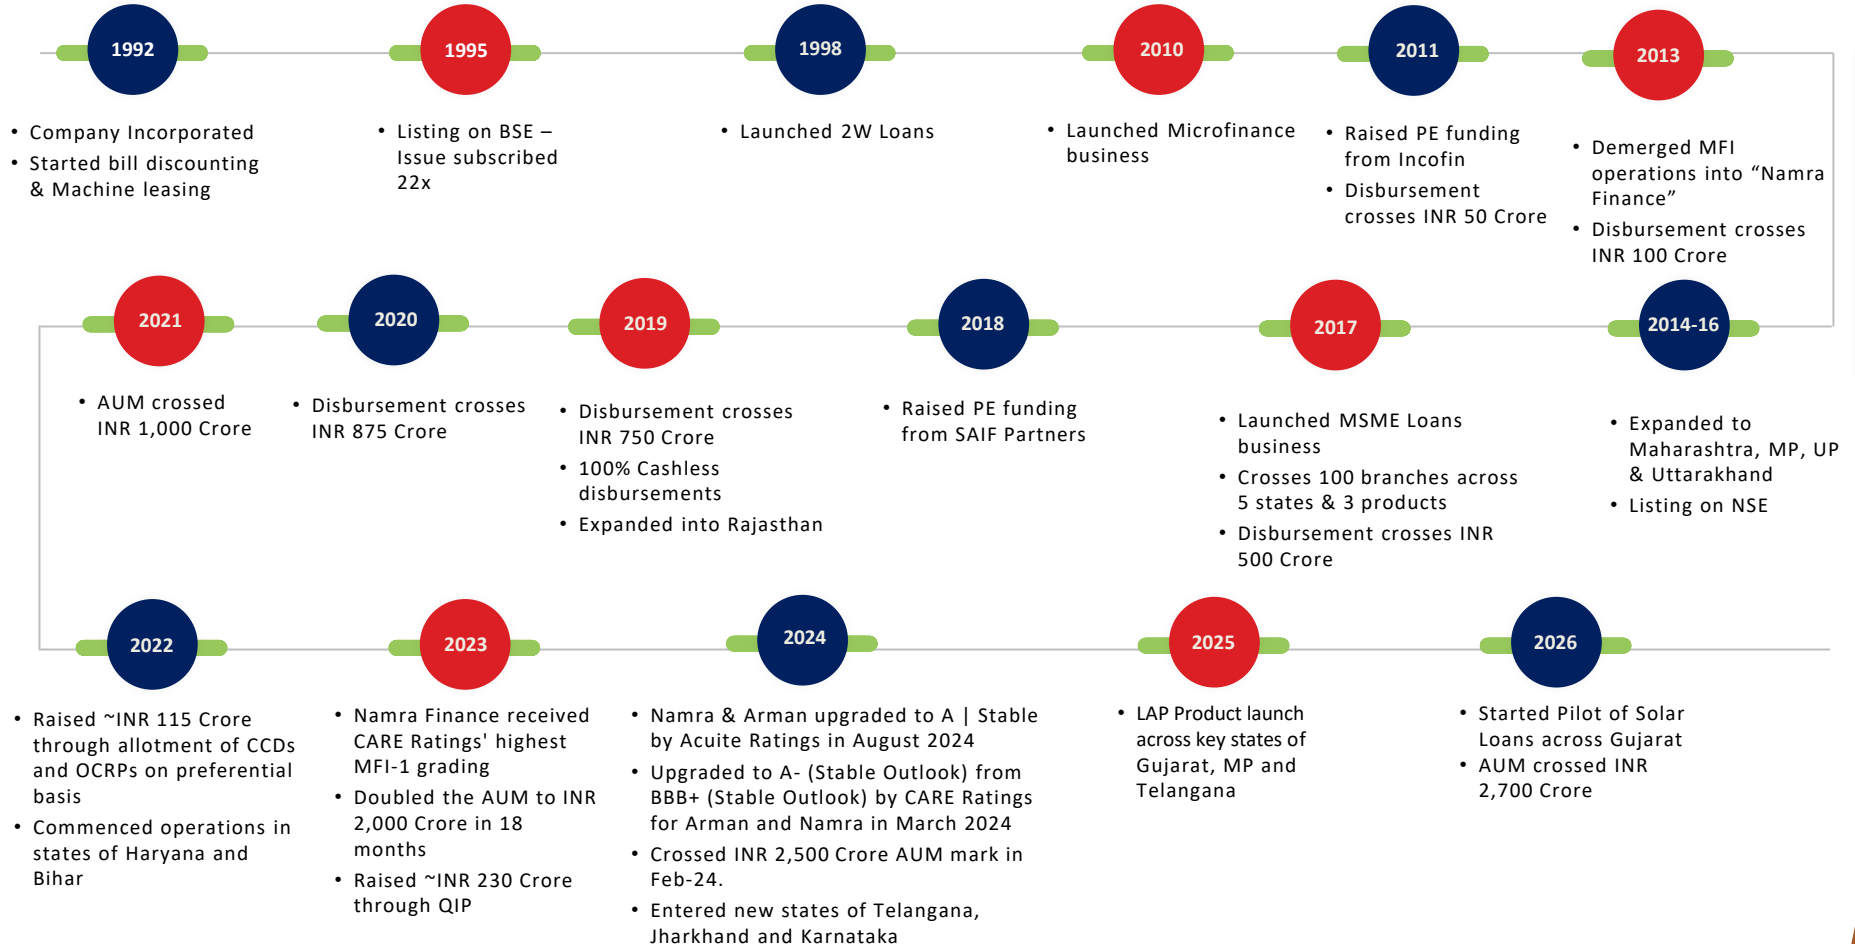 1992
• Company Incorporated
• Started bill discounting
& Machine leasing
1995
• Listing on BSE –
Issue subscribed
22x
1998
• Launched 2W Loans
2010
• Launched Microfinance
business
2011
• Raised PE funding
from Incofin
• Disbursement
crosses INR 50 Crore
2013
• Demerged MFI
operations into “Namra
Finance”
• Disbursement crosses
INR 100 Crore
2014-16
• Expanded to
Maharashtra, MP, UP
& Uttarakhand
• Listing on NSE
2017
• Launched MSME Loans
business
• Crosses 100 branches across
5 states & 3 products
• Disbursement crosses INR
500 Crore
2018
• Raised PE funding
from SAIF Partners
2019
• Disbursement crosses
INR 750 Crore
• 100% Cashless
disbursements
• Expanded into Rajasthan
2020
• Disbursement crosses
INR 875 Crore
2021
• AUM crossed
INR 1,000 Crore
2022
• Raised ~INR 115 Crore
through allotment of CCDs
and OCRPs on preferential
basis
• Commenced operations in
states of Haryana and
Bihar
2023
• Namra Finance received
CARE Ratings' highest
MFI-1 grading
• Doubled the AUM to INR
2,000 Crore in 18
months
• Raised ~INR 230 Crore
through QIP
2024
• Namra & Arman upgraded to A | Stable
by Acuite Ratings in August 2024
• Upgraded to A- (Stable Outlook) from
BBB+ (Stable Outlook) by CARE Ratings
for Arman and Namra in March 2024
• Crossed INR 2,500 Crore AUM mark in
Feb-24.
• Entered new states of Telangana,
Jharkhand and Karnataka
2025
• LAP Product launch
across key states of
Gujarat, MP and
Telangana
2026
• Started Pilot of Solar
Loans across Gujarat
• AUM crossed INR
2,700 Crore